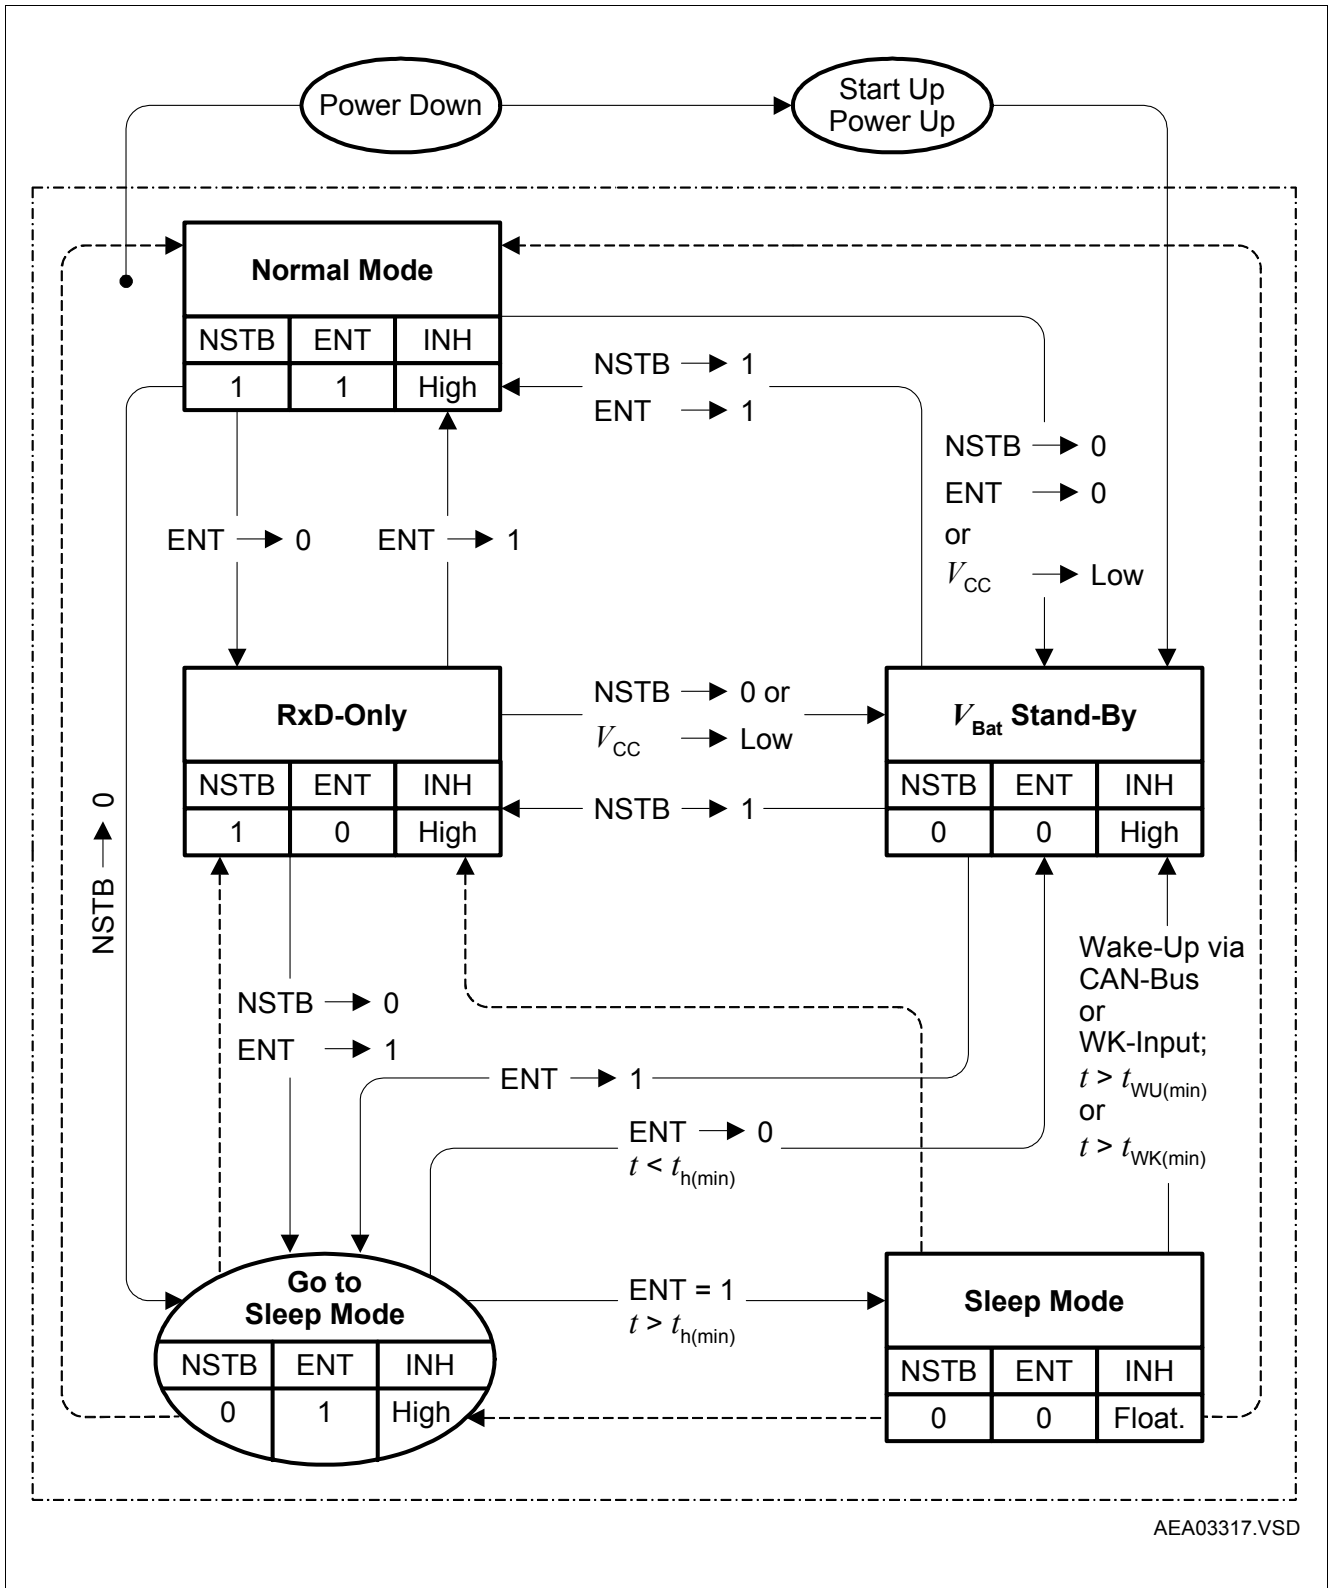 Power Down
Start Up
Power Up
Normal Mode
NSTB ENT INH
1 1 High
NSTB → 1
ENT → 1
NSTB → 0
ENT → 0
or
VCC → Low
ENT → 0
ENT → 1
RxD-Only
NSTB ENT INH
1 0 High
NSTB → 0 or
VCC → Low
NSTB → 1
VBat Stand-By
NSTB ENT INH
0 0 High
NSTB → 0
NSTB → 0
ENT → 1
ENT → 1
ENT → 0
t < th(min)
Wake-Up via
CAN-Bus
or
WK-Input;
t > tWU(min)
or
t > tWK(min)
Go to
Sleep Mode
NSTB ENT INH
0 1 High
ENT = 1
t > th(min)
Sleep Mode
NSTB ENT INH
0 0 Float.
AEA03317.VSD